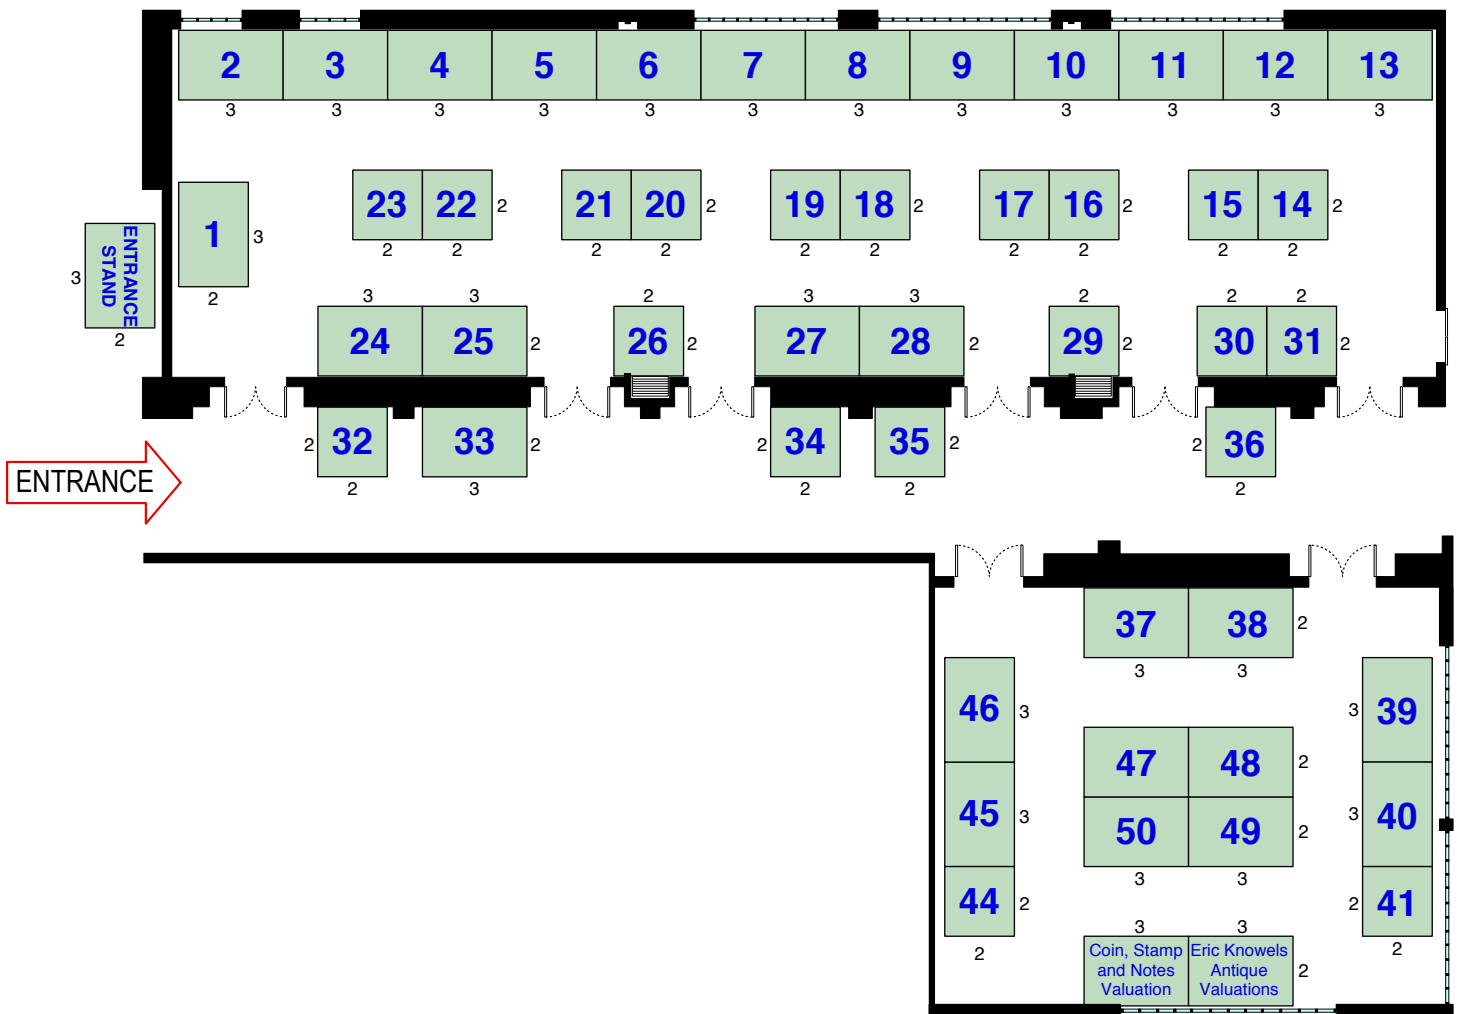 2 3 4 5 6 7 8 9 10 11 12 13
3 3 3 3 3 3 3 3 3 3 3 3
23 22 2 21 20 2 19 18 2 17 16 2 15 14 2
1 3
2 2 2 2 2 2 2 2 2 2
3 ENTRANCE
STAND
2
2
3 3 2 3 3 2 2 2
24 25 2 26 2 27 28 2 29 2 30 31 2
2 32 33 2 2 34 35 2 2 36
2 3 2 2 2
ENTRANCE
37 38 2
3 3
46 3 3 39
47 48 2
45 3 3 40
50 49 2
3 3
44 2 2 41
2 2
3 3
Coin, Stamp
and Notes
Valuation
Eric Knowels
Antique
Valuations
2